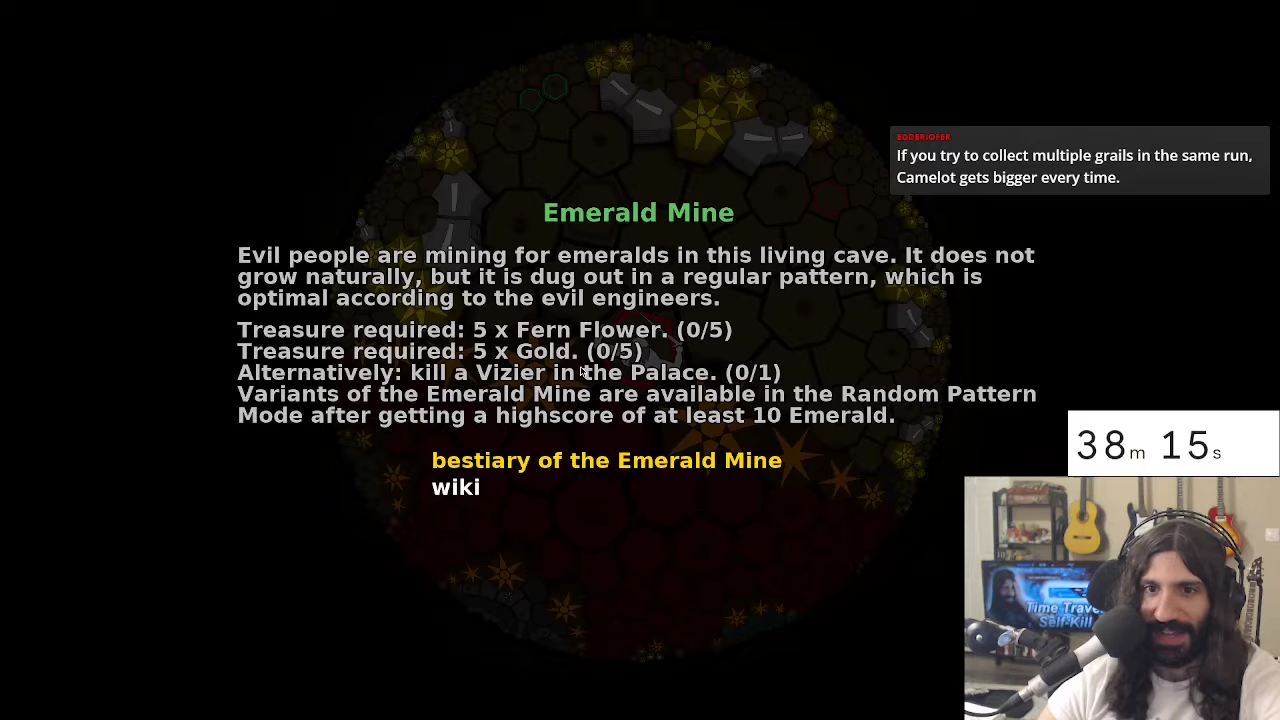 EDDBRIOFER
If you try to collect multiple grails in the same run,
Camelot gets bigger every time.
Emerald Mine
Evil people are mining for emeralds in this living cave. It does not
grow naturally, but it is dug out in a regular pattern, which is
optimal according to the evil engineers.
Treasure required: 5 x Fern Flower. (0/5)
Treasure required: 5 x Gold. (0/5)
Alternatively: kill a Vizier in the Palace. (0/1)
Variants of the Emerald Mine are available in the Random Pattern
Mode after getting a highscore of at least 10 Emerald.
bestiary of the Emerald Mine
wiki
38m 15s
Time Trave
Self-Kill